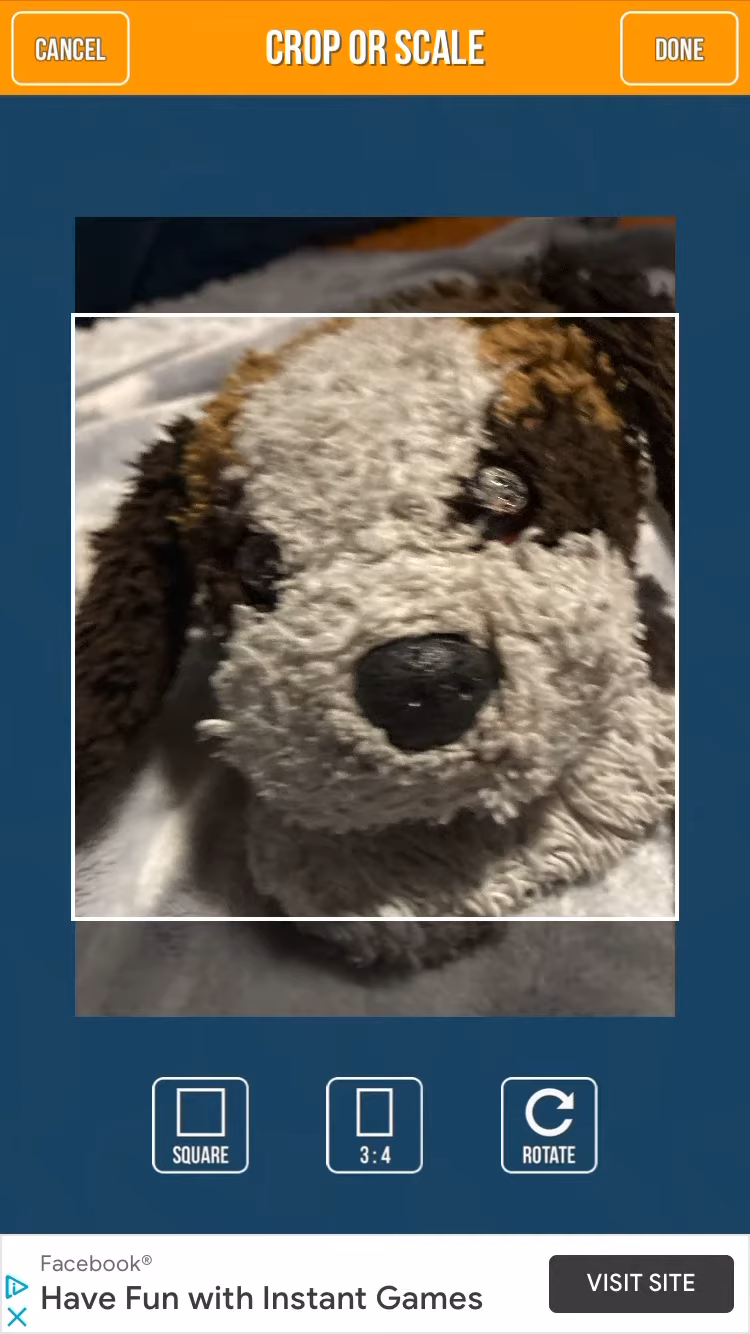 CANCEL
CROP OR SCALE
DONE
SQUARE
3:4
ROTATE
Facebook®
Have Fun with Instant Games
VISIT SITE